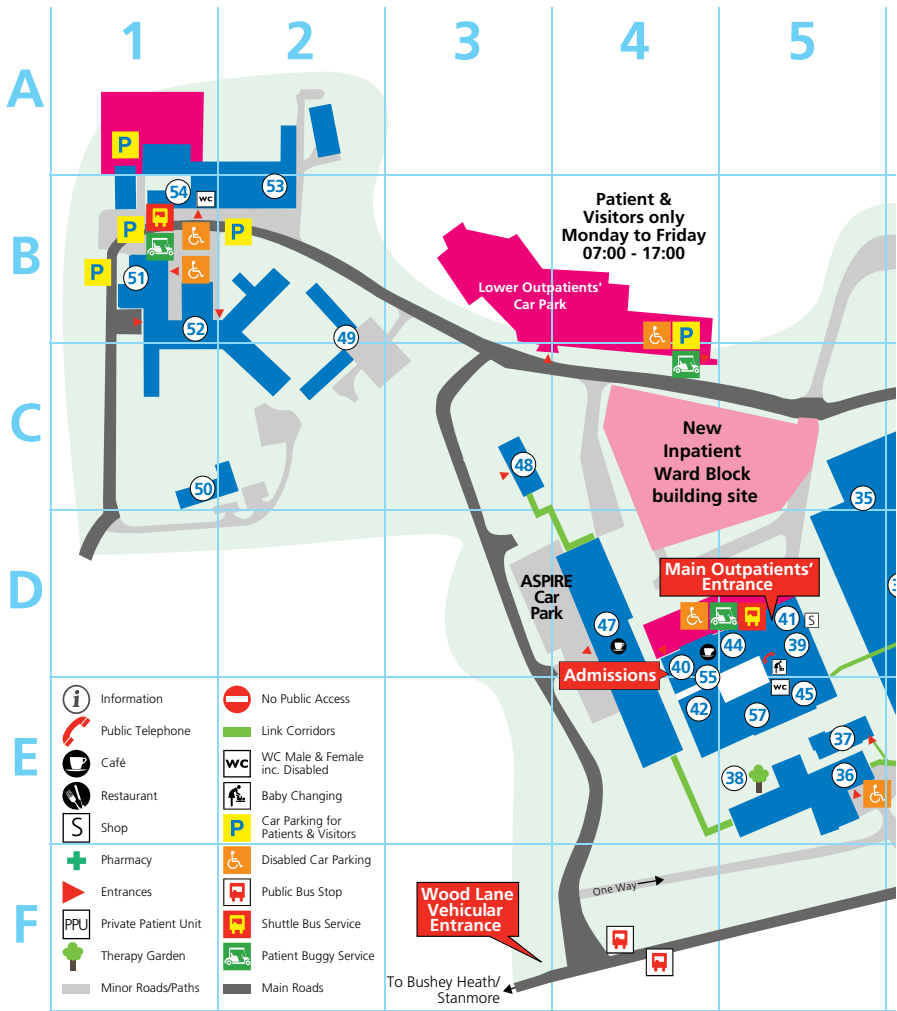 1
2
3
4
5
A
B
C
D
E
F
P
54
WC
53
P
P
P
51
52
49
50
Patient &
Visitors only
Monday to Friday
07:00 - 17:00
Lower Outpatients'
Car Park
P
New
Inpatient
Ward Block
building site
48
35
ASPIRE
Car
Park
47
Main Outpatients’
Entrance
41
S
44
39
40
55
Admissions
42
WC
45
57
37
38
36
i
Information
Public Telephone
Café
Restaurant
S
Shop
Pharmacy
Entrances
PPU
Private Patient Unit
Therapy Garden
Minor Roads/Paths
No Public Access
Link Corridors
WC
WC Male & Female
inc. Disabled
Baby Changing
P
Car Parking for
Patients & Visitors
Disabled Car Parking
Public Bus Stop
Shuttle Bus Service
Patient Buggy Service
Main Roads
One Way
Wood Lane
Vehicular
Entrance
To Bushey Heath/
Stanmore